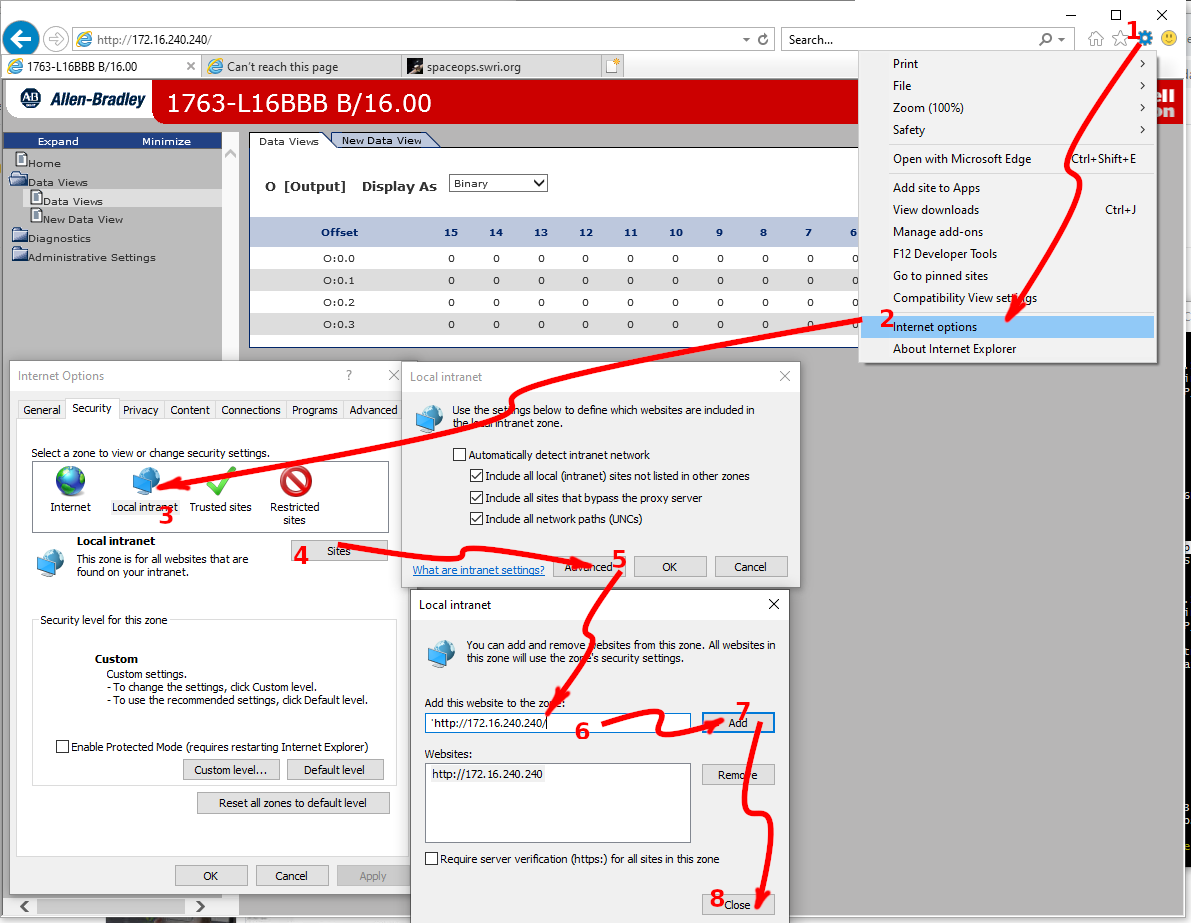 http://172.16.240.240/
Search...
1
1763-L16BBB B/16.00
Can't reach this page
spaceops.swri.org
AB Allen-Bradley
1763-L16BBB B/16.00
Expand Minimize
Home
Data Views
Data Views
New Data View
Diagnostics
Administrative Settings
Data Views New Data View
O [Output] Display As Binary
Offset 15 14 13 12 11 10 9 8 7 6
O:0.0 0 0 0 0 0 0 0 0 0 0
O:0.1 0 0 0 0 0 0 0 0 0 0
O:0.2 0 0 0 0 0 0 0 0 0 0
O:0.3 0 0 0 0 0 0 0 0 0 0
Print
File
Zoom (100%)
Safety
Open with Microsoft Edge Ctrl+Shift+E
Add site to Apps
View downloads Ctrl+J
Manage add-ons
F12 Developer Tools
Go to pinned sites
Compatibility View settings
2 Internet options
About Internet Explorer
Internet Options ?
General Security Privacy Content Connections Programs Advanced
Select a zone to view or change security settings.
Internet Local intranet Trusted sites Restricted
sites
3
Local intranet
This zone is for all websites that are
found on your intranet.
4 Sites
Security level for this zone
Custom
Custom settings.
- To change the settings, click Custom level.
- To use the recommended settings, click Default level.
Enable Protected Mode (requires restarting Internet Explorer)
Custom level... Default level
Reset all zones to default level
OK Cancel Apply
Local intranet
Use the settings below to define which websites are included in
the local intranet zone.
Automatically detect intranet network
Include all local (intranet) sites not listed in other zones
Include all sites that bypass the proxy server
Include all network paths (UNCs)
What are intranet settings? Advanced 5 OK Cancel
Local intranet
You can add and remove websites from this zone. All websites in
this zone will use the zone's security settings.
Add this website to the zone:
`http://172.16.240.240/ 6 7 Add
Websites:
http://172.16.240.240
Remove
Require server verification (https:) for all sites in this zone
8 Close